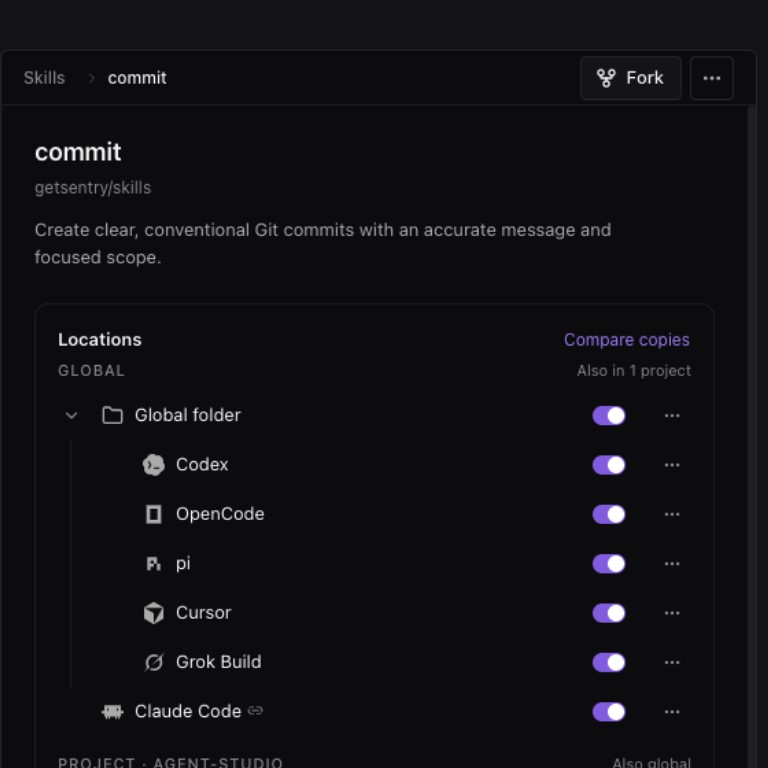 Skills > commit
Fork
commit
getsentry/skills
Create clear, conventional Git commits with an accurate message and
focused scope.
Locations
Compare copies
GLOBAL
Also in 1 project
Global folder
Codex
OpenCode
pi
Cursor
Grok Build
Claude Code
PROJECT · AGENT-STUDIO
Also global